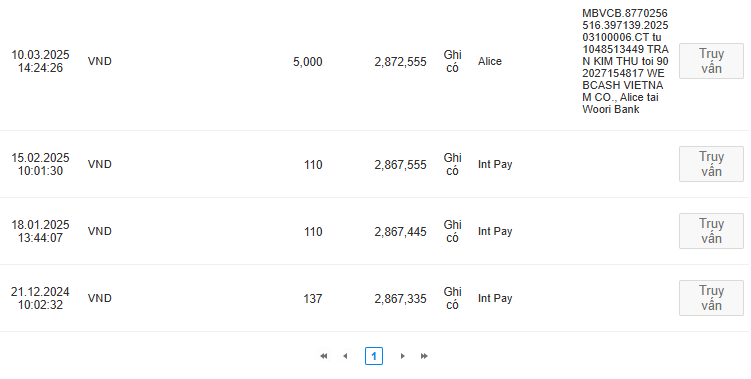 MBVCB.8770256
516.397139.2025
03100006.CT tu
1048513449 TRA
N KIM THU toi 90
2027154817 WE
BCASH VIETNA
M CO., Alice tai
Woori Bank
10.03.2025
14:24:26
VND
5,000
2,872,555
Ghi
có
Alice
Truy
vấn
15.02.2025
10:01:30
VND
110
2,867,555
Ghi
có
Int Pay
Truy
vấn
18.01.2025
13:44:07
VND
110
2,867,445
Ghi
có
Int Pay
Truy
vấn
21.12.2024
10:02:32
VND
137
2,867,335
Ghi
có
Int Pay
Truy
vấn
1